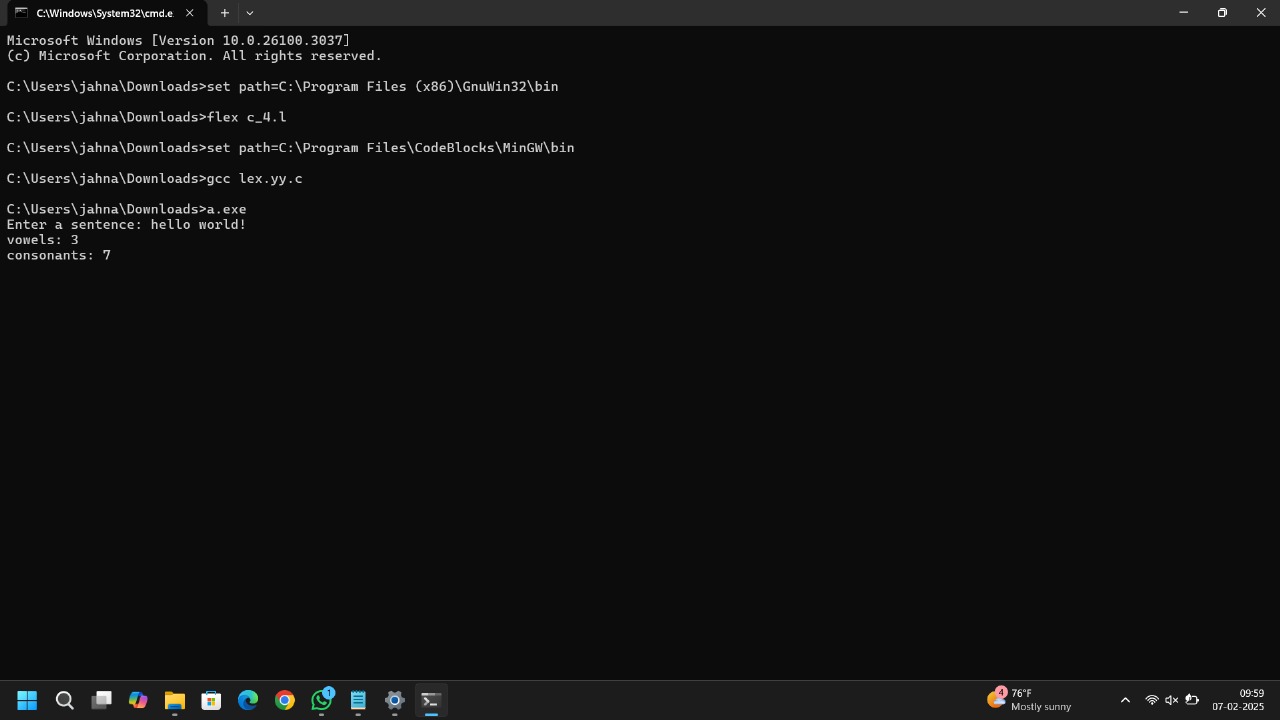 C:\Windows\System32\cmd.e
Microsoft Windows [Version 10.0.26100.3037]
(c) Microsoft Corporation. All rights reserved.
C:\Users\jahna\Downloads>set path=C:\Program Files (x86)\GnuWin32\bin
C:\Users\jahna\Downloads>flex c_4.l
C:\Users\jahna\Downloads>set path=C:\Program Files\CodeBlocks\MinGW\bin
C:\Users\jahna\Downloads>gcc lex.yy.c
C:\Users\jahna\Downloads>a.exe
Enter a sentence: hello world!
vowels: 3
consonants: 7
1
4
76°F
Mostly sunny
09:59
07-02-2025